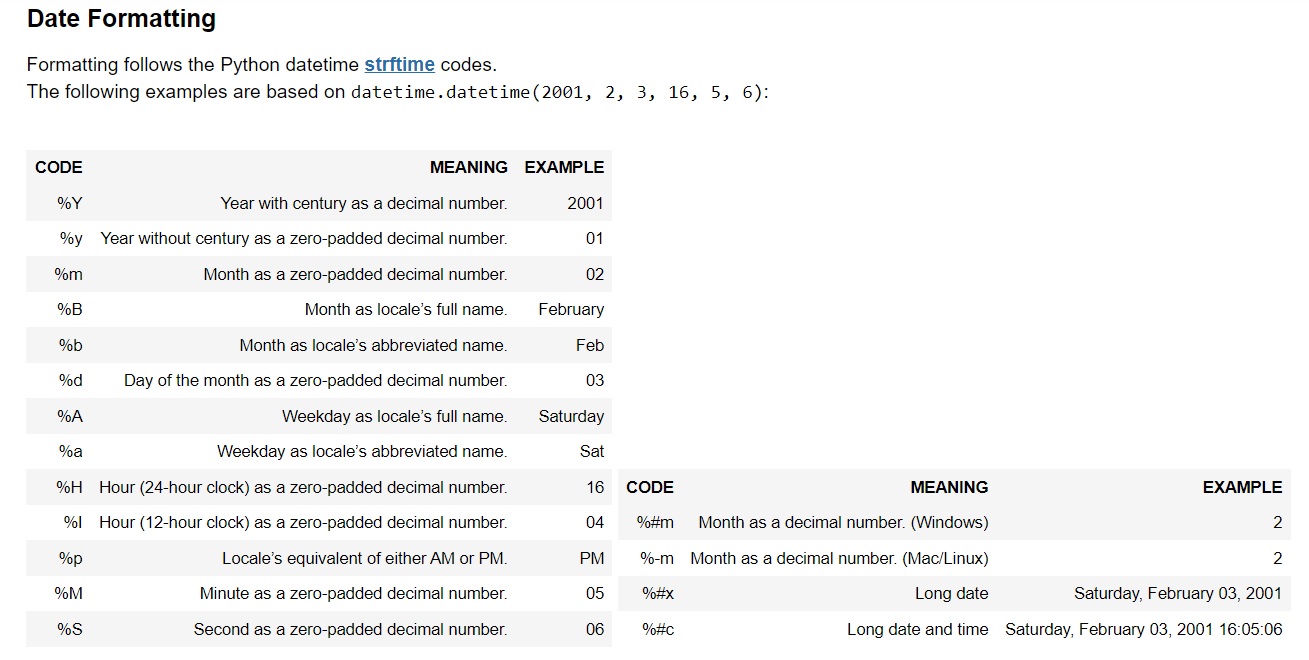 Date Formatting
Formatting follows the Python datetime strftime codes.
The following examples are based on datetime.datetime(2001, 2, 3, 16, 5, 6):
CODE MEANING EXAMPLE
%Y Year with century as a decimal number. 2001
%y Year without century as a zero-padded decimal number. 01
%m Month as a zero-padded decimal number. 02
%B Month as locale’s full name. February
%b Month as locale’s abbreviated name. Feb
%d Day of the month as a zero-padded decimal number. 03
%A Weekday as locale’s full name. Saturday
%a Weekday as locale’s abbreviated name. Sat
%H Hour (24-hour clock) as a zero-padded decimal number. 16
%I Hour (12-hour clock) as a zero-padded decimal number. 04
%p Locale’s equivalent of either AM or PM. PM
%M Minute as a zero-padded decimal number. 05
%S Second as a zero-padded decimal number. 06
CODE MEANING EXAMPLE
%#m Month as a decimal number. (Windows) 2
%-m Month as a decimal number. (Mac/Linux) 2
%#x Long date Saturday, February 03, 2001
%#c Long date and time Saturday, February 03, 2001 16:05:06